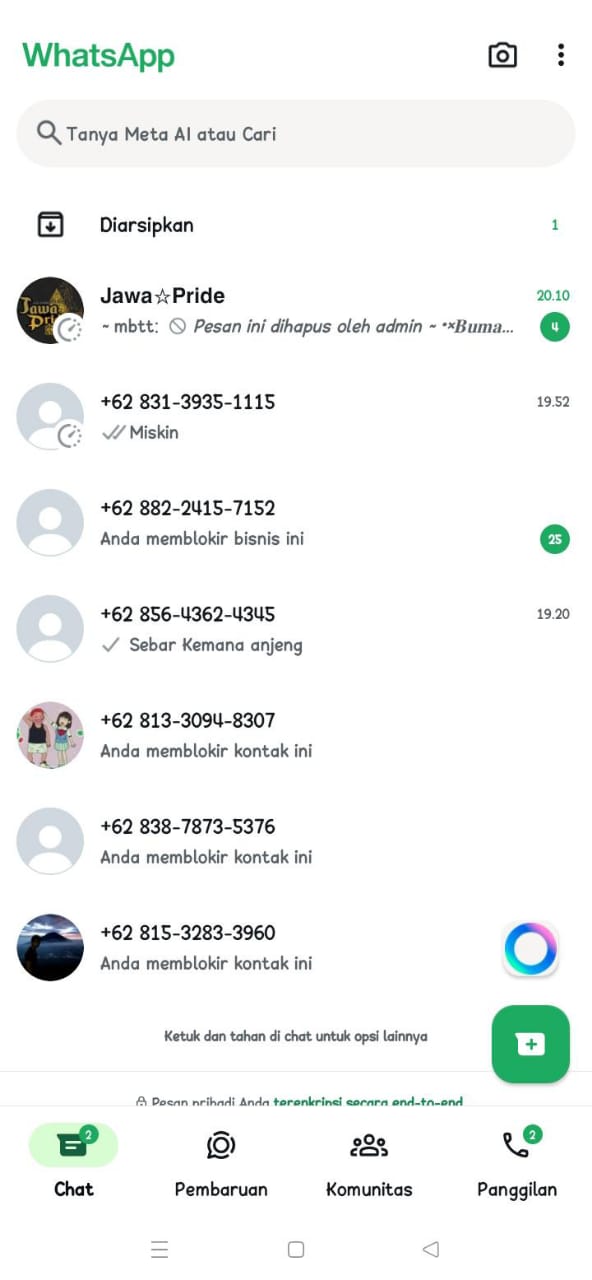 WhatsApp
Tanya Meta AI atau Cari
Diarsipkan 1
Jawa☆Pride 20.10
~ mbtt: Pesan ini dihapus oleh admin ~ •×Buma... 4
+62 831-3935-1115 19.52
Miskin
+62 882-2415-7152
Anda memblokir bisnis ini 25
+62 856-4362-4345 19.20
Sebar Kemana anjeng
+62 813-3094-8307
Anda memblokir kontak ini
+62 838-7873-5376
Anda memblokir kontak ini
+62 815-3283-3960
Anda memblokir kontak ini
Ketuk dan tahan di chat untuk opsi lainnya
Pesan pribadi Anda terenkripsi secara end-to-end
2 2
Chat Pembaruan Komunitas Panggilan